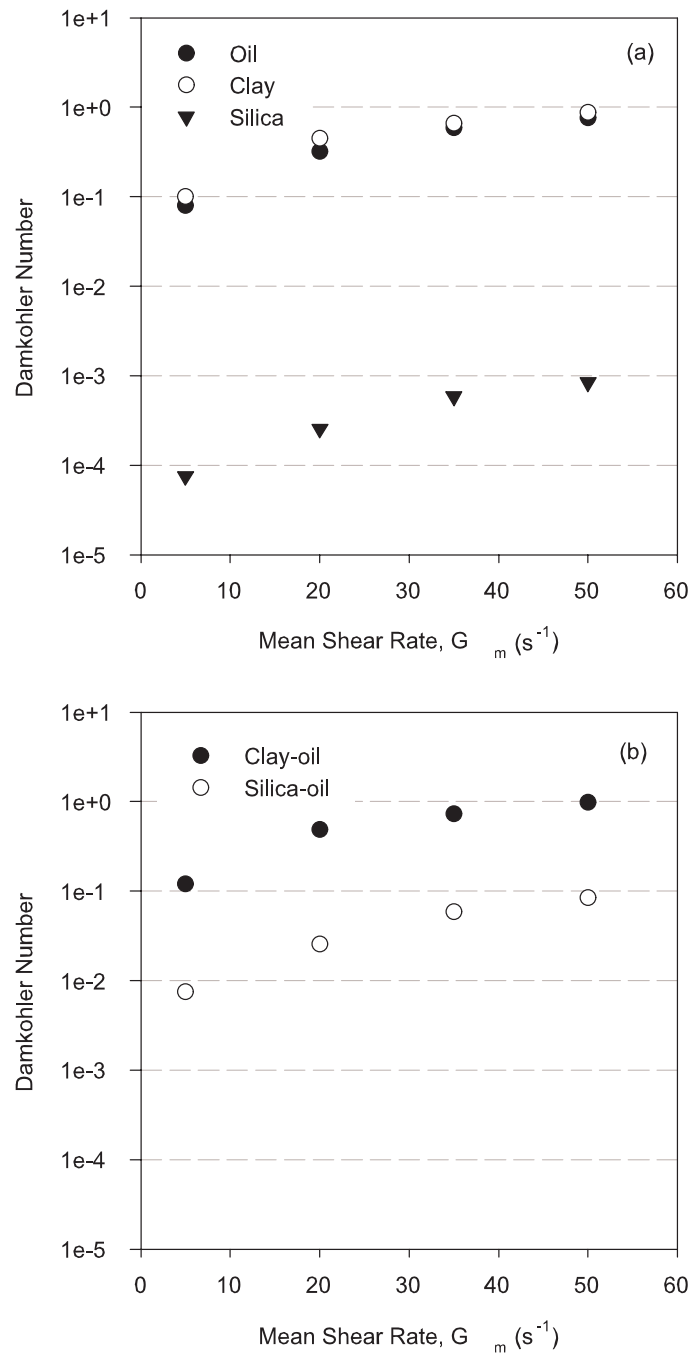 1e+1
(a)
Oil
Clay
Silica
1e+0
1e-1
1e-2
1e-3
1e-4
1e-5
Damkohler Number
0 10 20 30 40 50 60
Mean Shear Rate, G m (s-1)
1e+1
(b)
Clay-oil
Silica-oil
1e+0
1e-1
1e-2
1e-3
1e-4
1e-5
Damkohler Number
0 10 20 30 40 50 60
Mean Shear Rate, G m (s-1)